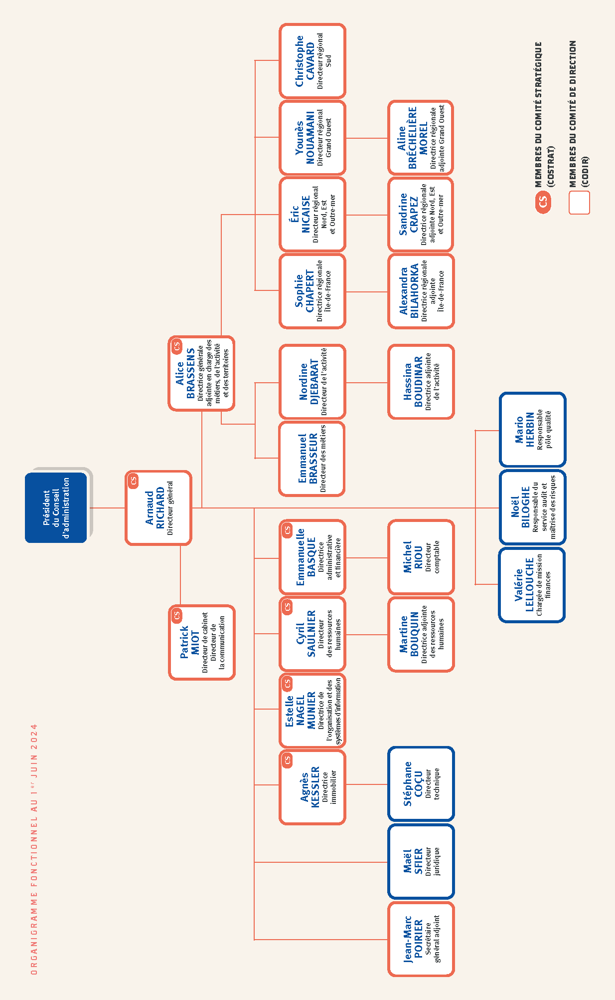 ORGANIGRAMME FONCTIONNEL AU 1er JUIN 2024
Président
du Conseil
d'administration
Arnaud
RICHARD
Directeur général
CS
Patrick
MIOT
Directeur de cabinet
Directeur de
la communication
CS
Alice
BRASSENS
Directrice générale
adjointe en charge des
métiers, de l'activité
et des territoires
CS
Agnès
KESSLER
Directrice
immobilier
CS
Estelle
NAGEL
MUNIER
Directrice de
l'organisation et des
systèmes d'information
CS
Cyril
SAULNIER
Directeur
des ressources
humaines
CS
Emmanuelle
BASQUE
Directrice
administrative
et financière
CS
Emmanuel
BRASSEUR
Directeur des métiers
Nordine
DJEBARAT
Directeur de l'activité
Sophie
CHAPERT
Directrice régionale
Île-de-France
Éric
NICAISE
Directeur régional
Nord, Est
et Outre-mer
Younès
NOUAMANI
Directeur régional
Grand Ouest
Christophe
CAVARD
Directeur régional
Sud
Jean-Marc
POIRIER
Secrétaire
général adjoint
Maël
SFIER
Directeur
juridique
Stéphane
COÇU
Directeur
technique
Martine
BOUQUIN
Directrice adjointe
des ressources
humaines
Michel
RIOU
Directeur
comptable
Hassina
BOUDINAR
Directrice adjointe
de l'activité
Alexandra
BILAHORKA
Directrice régionale
adjointe
Île-de-France
Sandrine
CRAPEZ
Directrice régionale
adjointe Nord, Est
et Outre-mer
Aline
BRÉCHELIÈRE
MOREL
Directrice régionale
adjointe Grand Ouest
Valérie
LELLOUCHE
Chargée de mission
finances
Noël
BILOGHE
Responsable du
service audit et
maîtrise des risques
Mario
HERBIN
Responsable
pôle qualité
CS
MEMBRES DU COMITÉ STRATÉGIQUE
(COSTRAT)
MEMBRES DU COMITÉ DE DIRECTION
(CODIR)